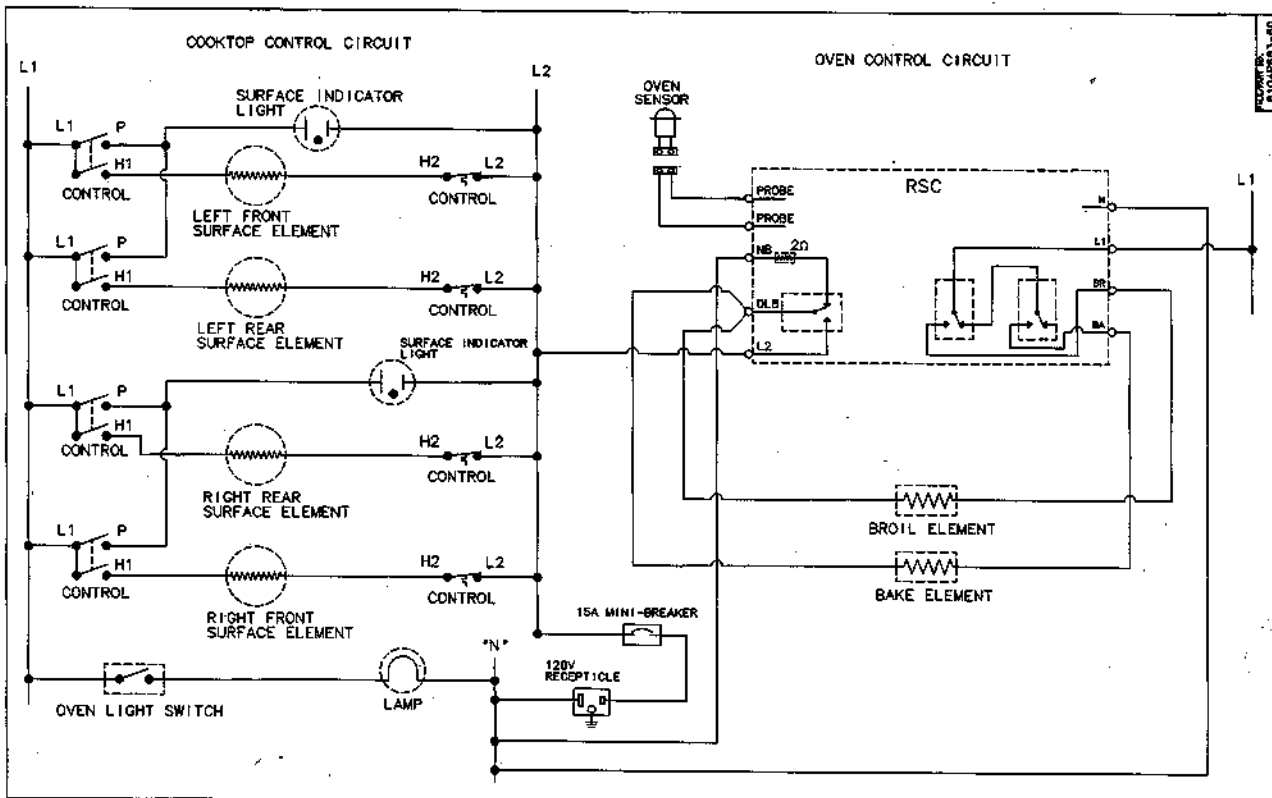 COOKTOP CONTROL CIRCUIT
OVEN CONTROL CIRCUIT
L1
L2
SURFACE INDICATOR
LIGHT
L1
P
H1
CONTROL
LEFT FRONT
SURFACE ELEMENT
H2
L2
CONTROL
L1
P
H1
CONTROL
LEFT REAR
SURFACE ELEMENT
H2
L2
CONTROL
SURFACE INDICATOR
LIGHT
L1
P
H1
CONTROL
RIGHT REAR
SURFACE ELEMENT
H2
L2
CONTROL
L1
P
H1
CONTROL
RIGHT FRONT
SURFACE ELEMENT
H2
L2
CONTROL
OVEN LIGHT SWITCH
LAMP
"N"
15A MINI-BREAKER
120V
RECEPTICLE
OVEN
SENSOR
RSC
PROBE
PROBE
NB
2Ω
DLB
L2
N
L1
BR
BA
L1
BROIL ELEMENT
BAKE ELEMENT